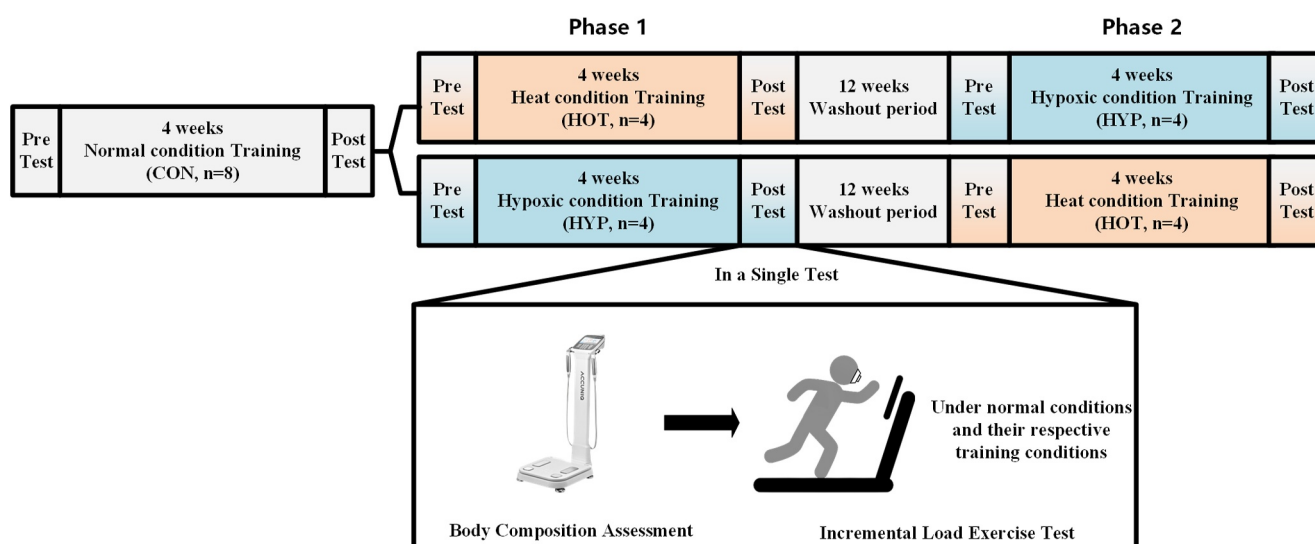 Phase 1
Phase 2
Pre
Test
4 weeks
Normal condition Training
(CON, n=8)
Post
Test
Pre
Test
4 weeks
Heat condition Training
(HOT, n=4)
Post
Test
12 weeks
Washout period
Pre
Test
4 weeks
Hypoxic condition Training
(HYP, n=4)
Post
Test
Pre
Test
4 weeks
Hypoxic condition Training
(HYP, n=4)
Post
Test
12 weeks
Washout period
Pre
Test
4 weeks
Heat condition Training
(HOT, n=4)
Post
Test
In a Single Test
ACCUNIQ
Under normal conditions
and their respective
training conditions
Body Composition Assessment
Incremental Load Exercise Test